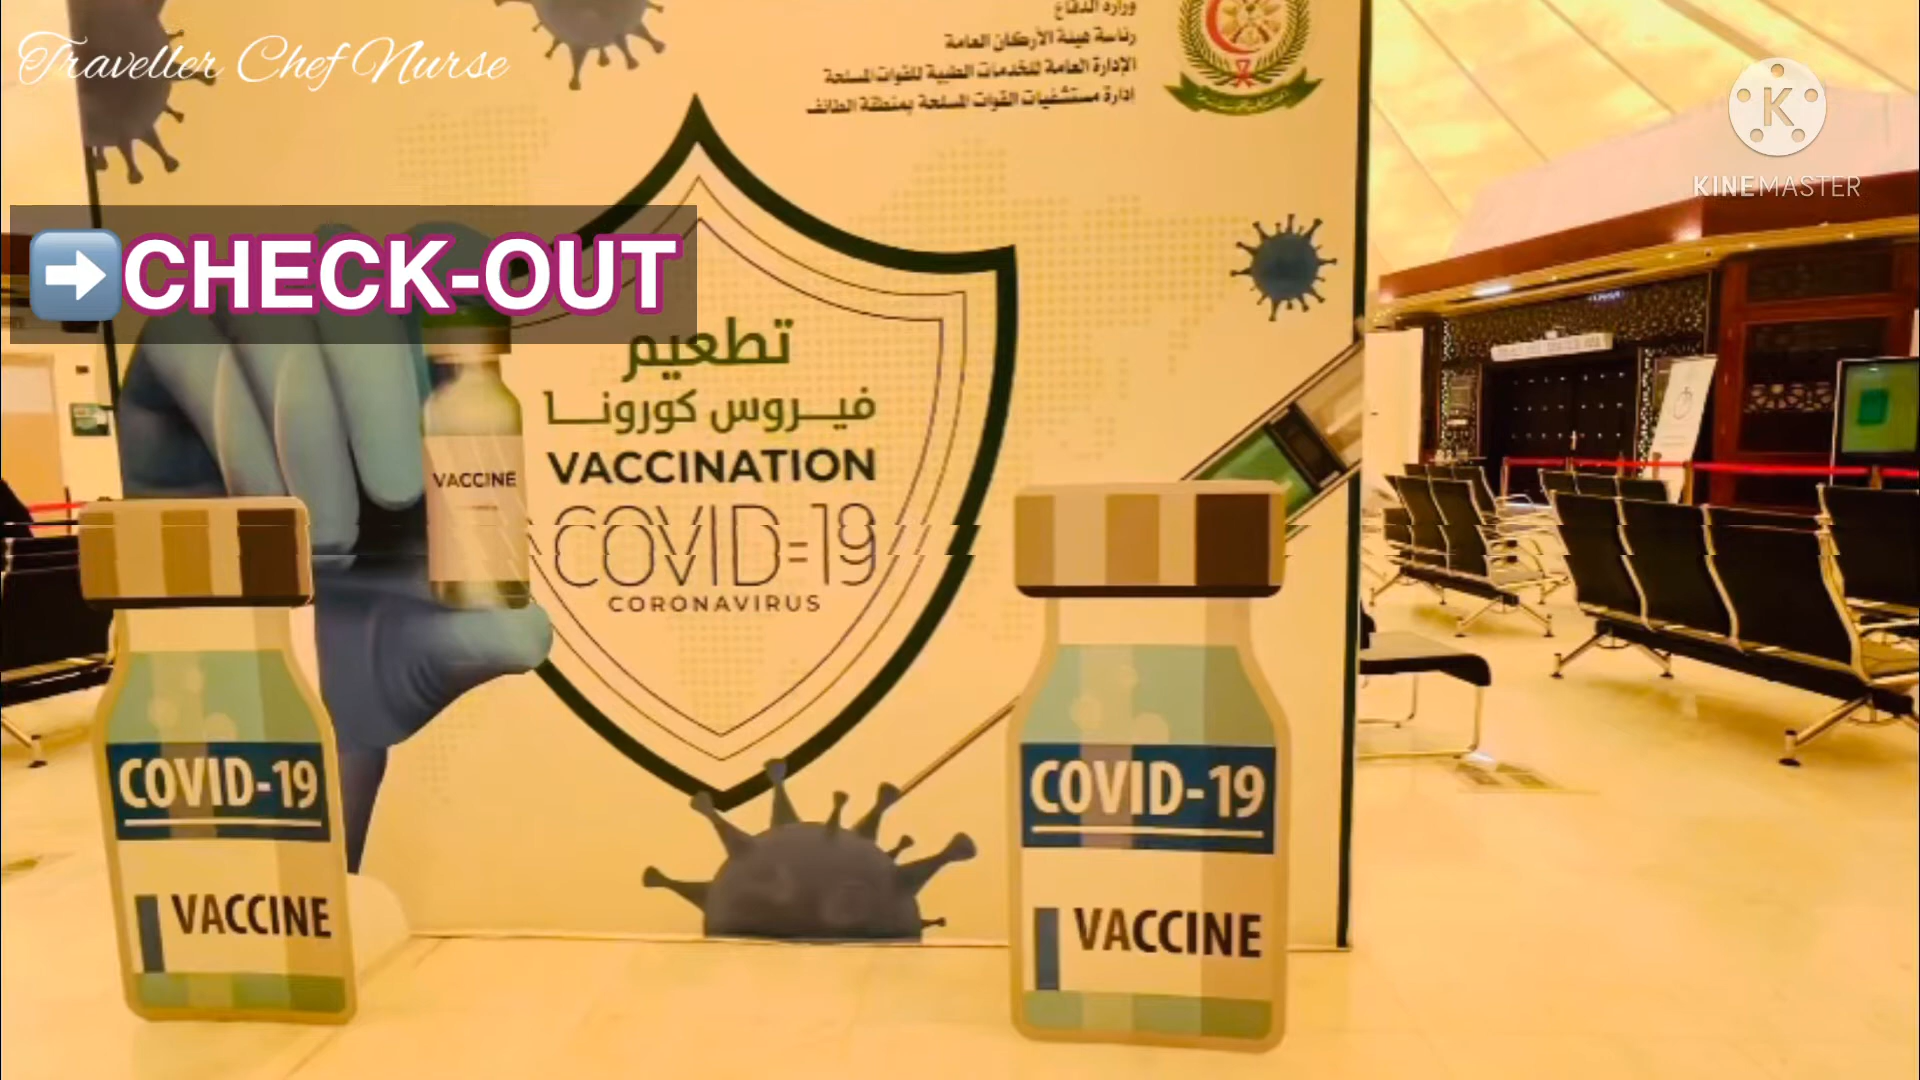 Traveller Chef Nurse
وزارة الدفاع
رئاسة هيئة الأركان العامة
الإدارة العامة للخدمات الطبية للقوات المسلحة
إدارة مستشفيات القوات المسلحة بمنطقة الطائف
KINEMASTER
➡️CHECK-OUT
تطعيم
فيروس كورونا
VACCINATION
COVID-19
CORONAVIRUS
VACCINE
COVID-19
VACCINE
COVID-19
VACCINE